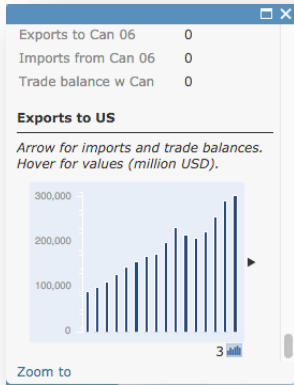 Exports to Can 06 0
Imports from Can 06 0
Trade balance w Can 0
Exports to US
Arrow for imports and trade balances.
Hover for values (million USD).
300,000
200,000
100,000
0
3
Zoom to